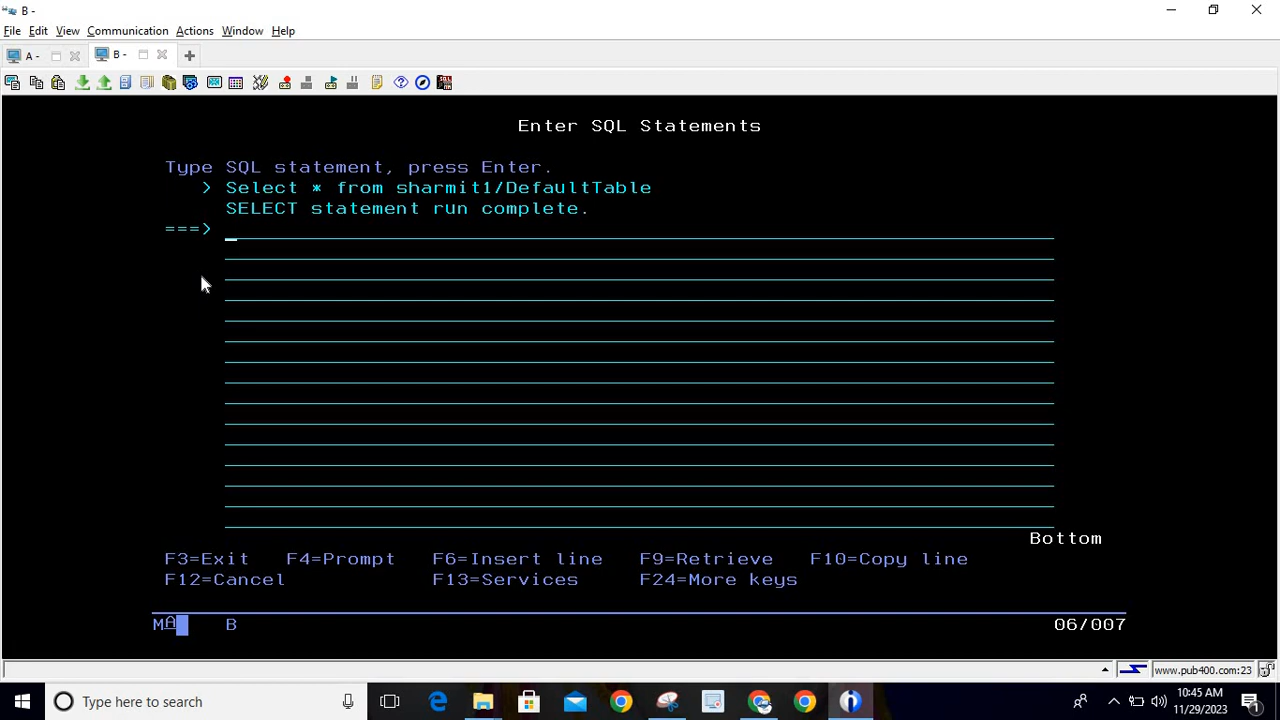 B -
File Edit View Communication Actions Window Help
A - B -
Enter SQL Statements
Type SQL statement, press Enter.
> Select * from sharmit1/DefaultTable
SELECT statement run complete.
===>
Bottom
F3=Exit F4=Prompt F6=Insert line F9=Retrieve F10=Copy line
F12=Cancel F13=Services F24=More keys
MA B 06/007
www.pub400.com:23
Type here to search
10:45 AM
11/29/2023
1